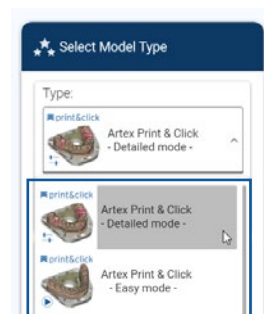 Select Model Type
Type:
print&click
Artex Print & Click
- Detailed mode -
print&click
Artex Print & Click
- Detailed mode -
print&click
Artex Print & Click
- Easy mode -